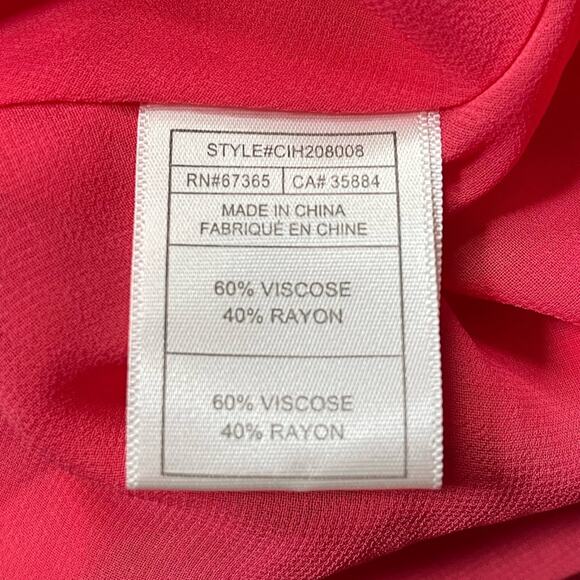 STYLE#CIH208008
RN#67365 CA# 35884
MADE IN CHINA
FABRIQUÉ EN CHINE
60% VISCOSE
40% RAYON
60% VISCOSE
40% RAYON